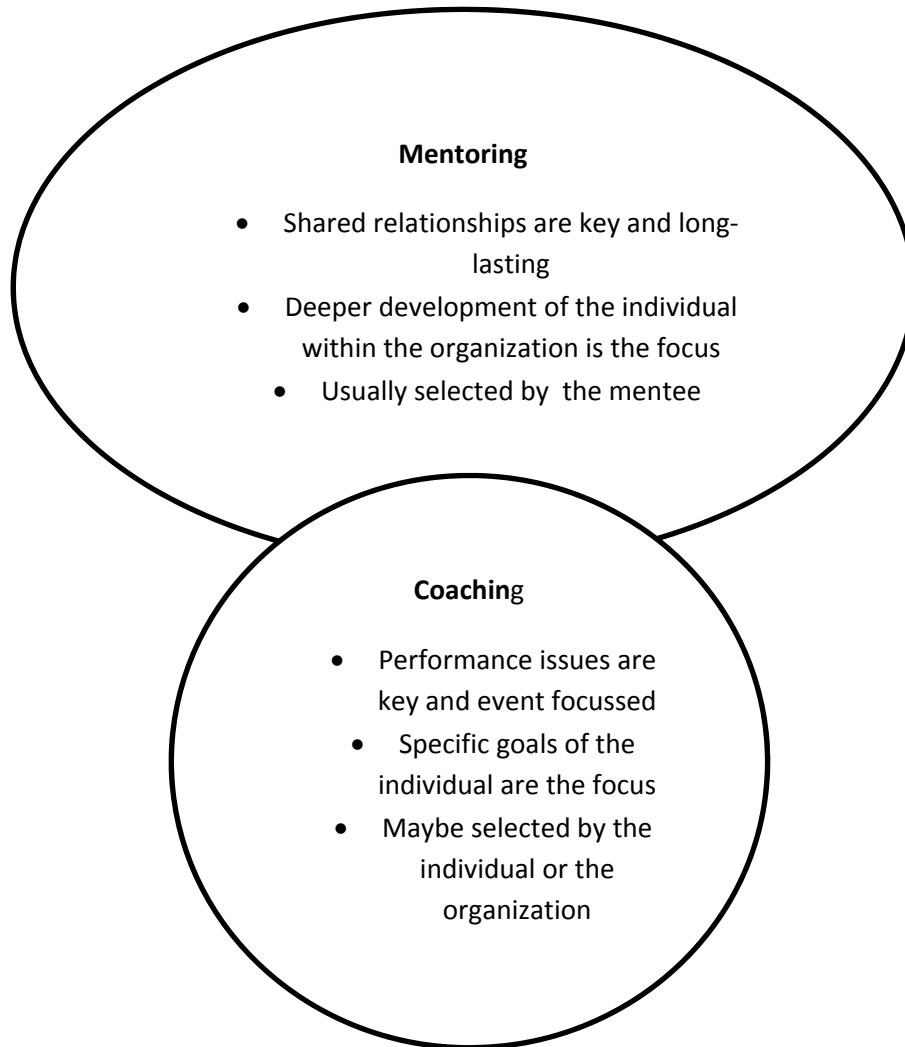 Mentoring
• Shared relationships are key and long-
lasting
• Deeper development of the individual
within the organization is the focus
• Usually selected by  the mentee
Coaching
• Performance issues are
key and event focussed
• Specific goals of the
individual are the focus
• Maybe selected by the
individual or the
organization